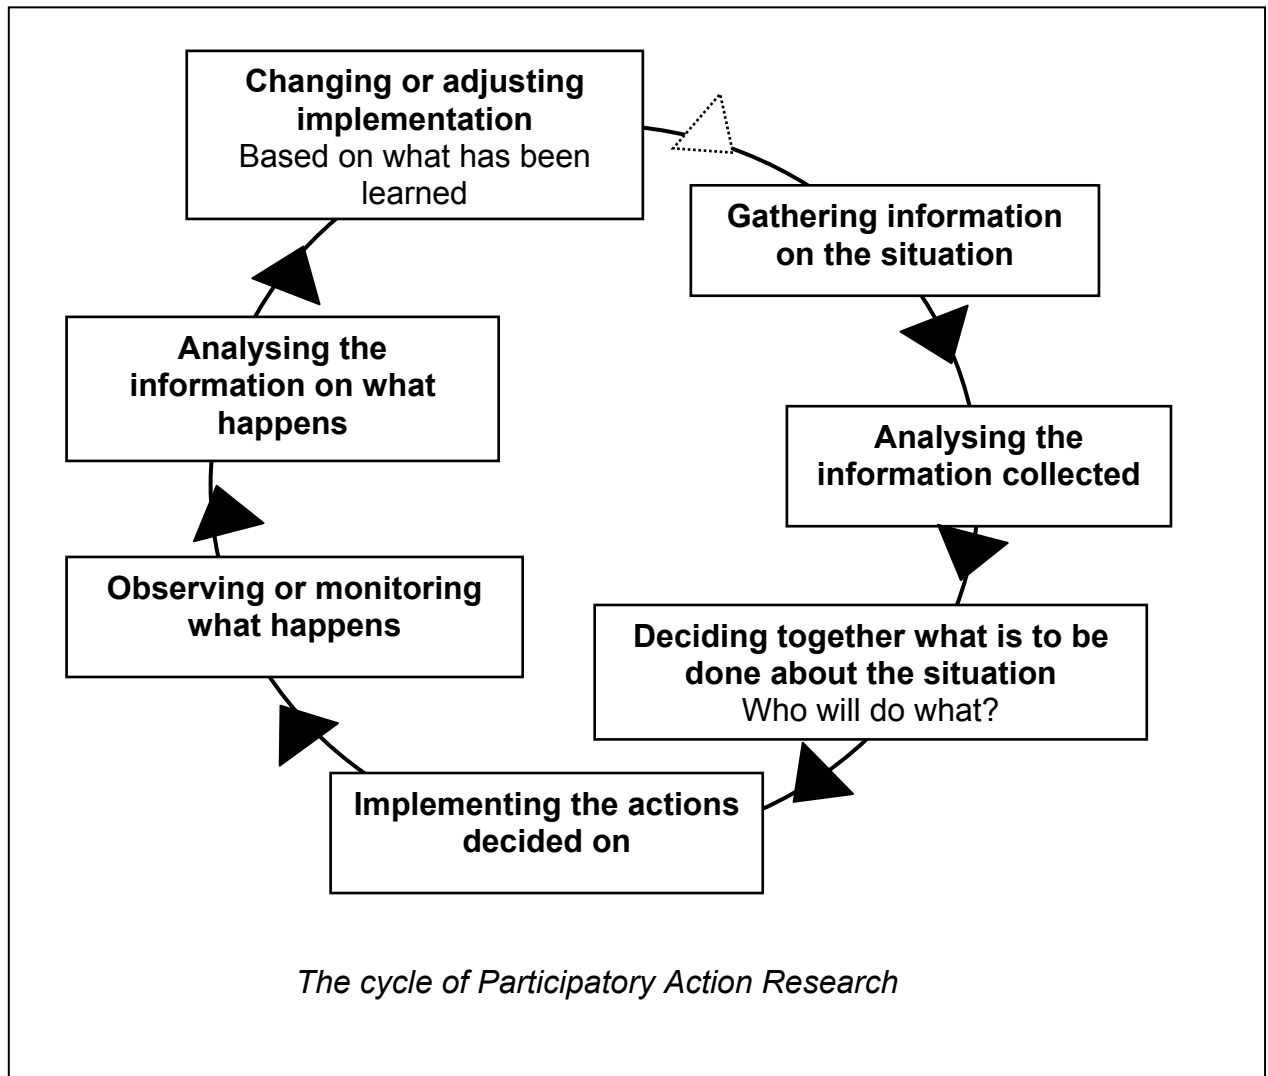 Changing or adjusting
implementation
Based on what has been
learned
Gathering information
on the situation
Analysing the
information collected
Deciding together what is to be
done about the situation
Who will do what?
Implementing the actions
decided on
Observing or monitoring
what happens
Analysing the
information on what
happens
The cycle of Participatory Action Research